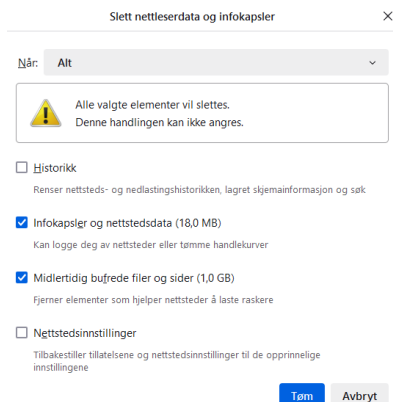 Slett nettleserdata og infokapsler
Når: Alt
Alle valgte elementer vil slettes.
Denne handlingen kan ikke angres.
Historikk
Renser nettsteds- og nedlastingshistorikken, lagret skjemainformasjon og søk
Infokapsler og nettstedsdata (18,0 MB)
Kan logge deg av nettsteder eller tømme handlekurver
Midlertidig bufrede filer og sider (1,0 GB)
Fjerner elementer som hjelper nettsteder å laste raskere
Nettstedsinnstillinger
Tilbakestiller tillatelsene og nettstedsinnstillinger til de opprinnelige
innstillingene
Tøm Avbryt